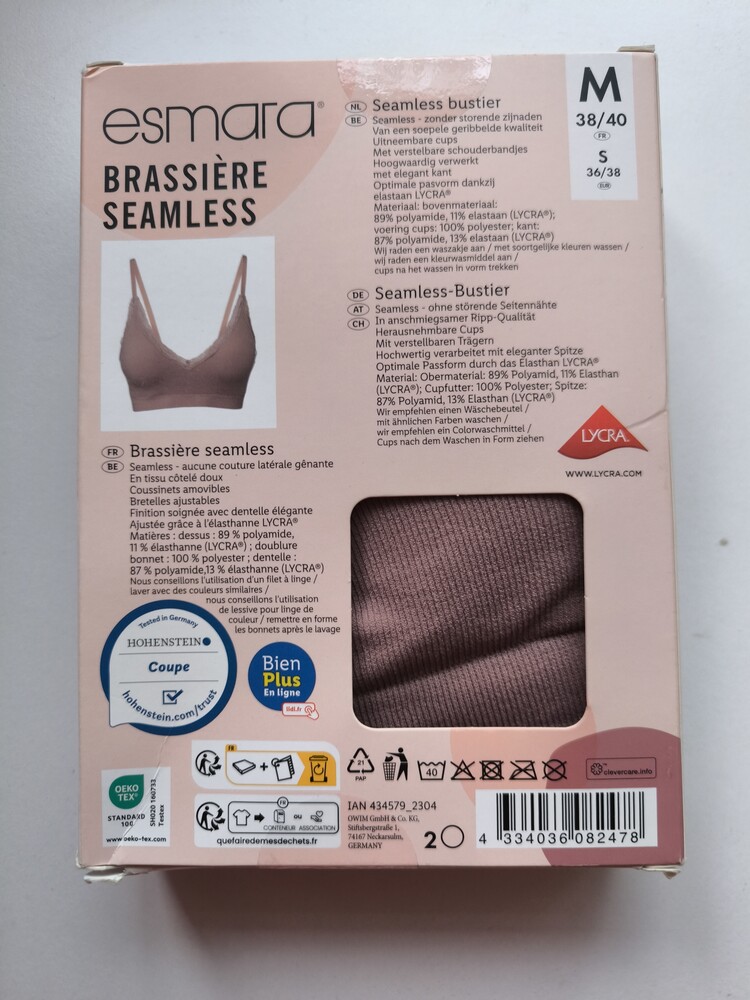 esmara®
BRASSIÈRE
SEAMLESS
M
38/40
FR
S
36/38
EUR
NL Seamless bustier
BE Seamless - zonder storende zijnaden
Van een soepele geribbelde kwaliteit
Uitneembare cups
Met verstelbare schouderbandjes
Hoogwaardig verwerkt
met elegant kant
Optimale pasvorm dankzij
elastaan LYCRA®
Materiaal: bovenmateriaal:
89% polyamide, 11% elastaan (LYCRA®);
voering cups: 100% polyester; kant:
87% polyamide, 13% elastaan (LYCRA®)
Wij raden een waszakje aan / met soortgelijke kleuren wassen /
wij raden een kleurwasmiddel aan /
cups na het wassen in vorm trekken
DE Seamless-Bustier
AT Seamless - ohne störende Seitennähte
CH In anschmiegsamer Ripp-Qualität
Herausnehmbare Cups
Mit verstellbaren Trägern
Hochwertig verarbeitet mit eleganter Spitze
Optimale Passform durch das Elasthan LYCRA®
Material: Obermaterial: 89% Polyamid, 11% Elasthan
(LYCRA®); Cupfutter: 100% Polyester; Spitze:
87% Polyamid, 13% Elasthan (LYCRA®)
Wir empfehlen einen Wäschebeutel /
mit ähnlichen Farben waschen /
wir empfehlen ein Colorwaschmittel /
Cups nach dem Waschen in Form ziehen
LYCRA
WWW.LYCRA.COM
FR Brassière seamless
BE Seamless - aucune couture latérale gênante
En tissu côtelé doux
Coussinets amovibles
Bretelles ajustables
Finition soignée avec dentelle élégante
Ajustée grâce à l'élasthanne LYCRA®
Matières : dessus : 89 % polyamide,
11 % élasthanne (LYCRA®) ; doublure
bonnet : 100 % polyester ; dentelle :
87 % polyamide,13 % élasthanne (LYCRA®)
Nous conseillons l'utilisation d'un filet à linge /
laver avec des couleurs similaires /
nous conseillons l'utilisation
de lessive pour linge de
couleur / remettre en forme
les bonnets après le lavage
Tested in Germany
HOHENSTEIN
Coupe
hohenstein.com/trust
Bien
Plus
En ligne
lidl.fr
FR
21
PAP
40
clevercare.info
OEKO
TEX®
STANDARD
100
SH020 160733
Testex
www.oeko-tex.com
FR
OU
CONTENEUR ASSOCIATION
quefairedemesdechets.fr
IAN 434579_2304
OWIM GmbH & Co. KG,
Stiftsbergstraße 1,
74167 Neckarsulm,
GERMANY
2
4 334036 082478